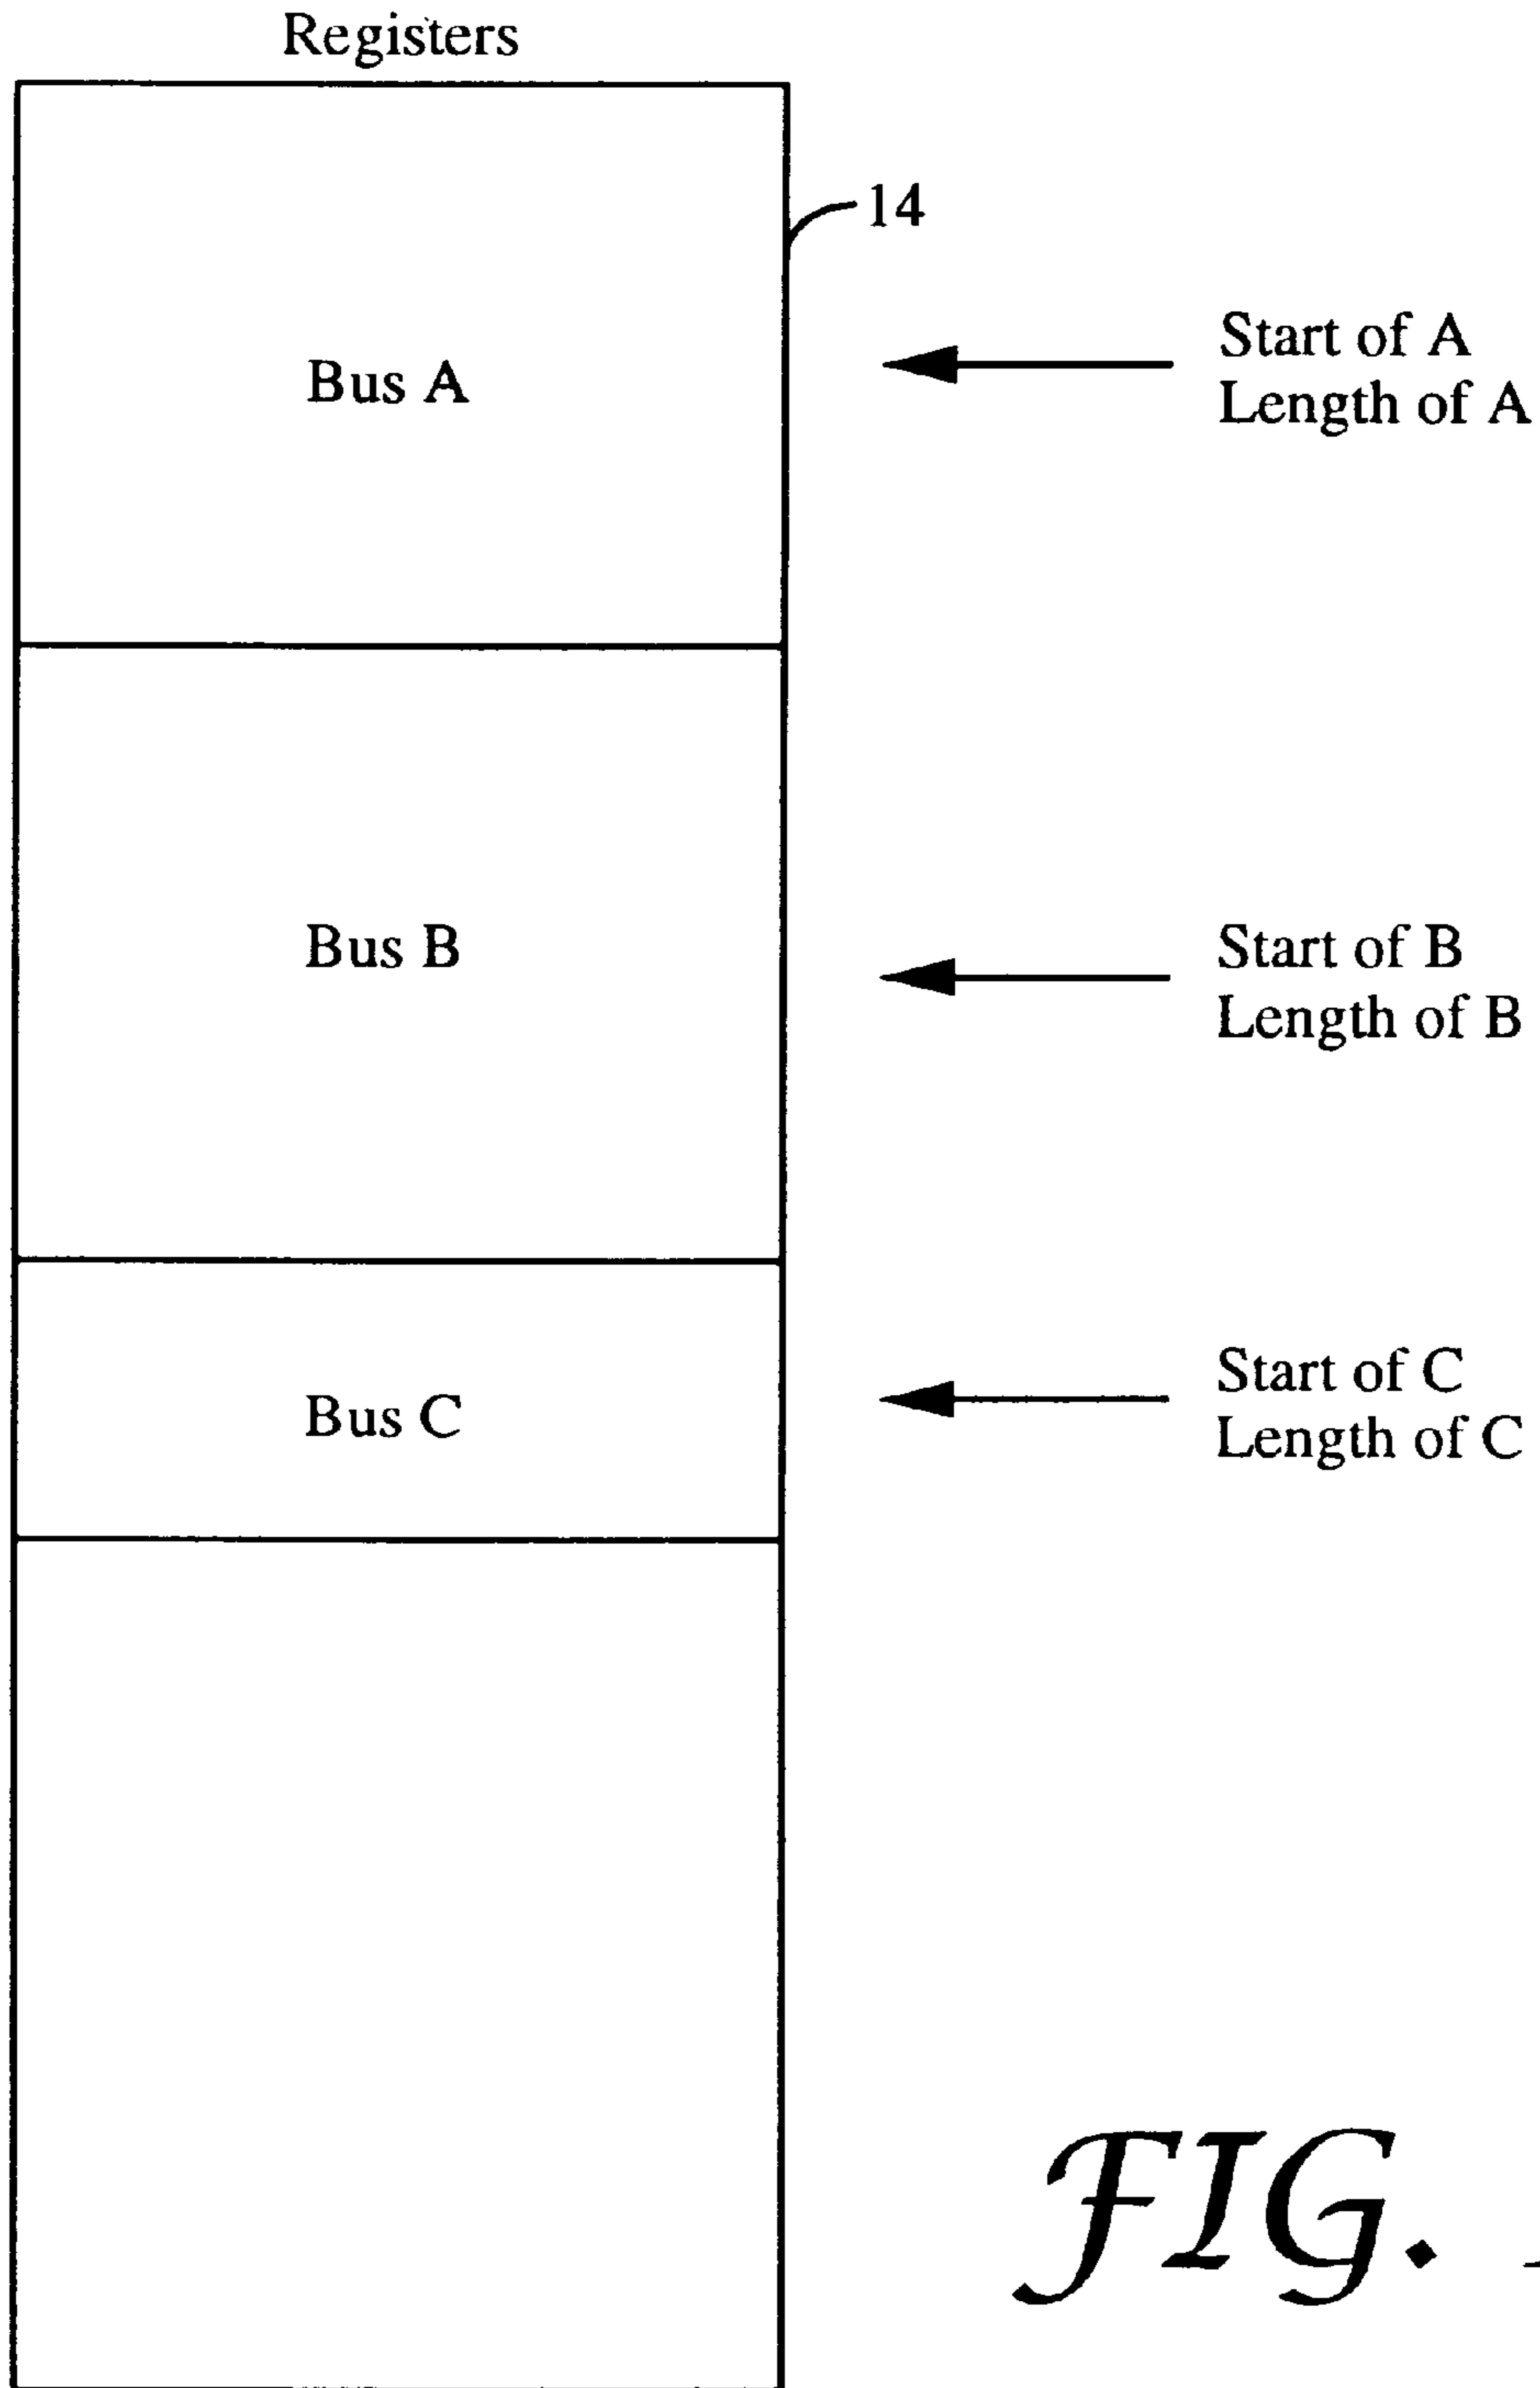 Registers
14
Bus A
Start of A
Length of A
Bus B
Start of B
Length of B
Bus C
Start of C
Length of C
FIG.